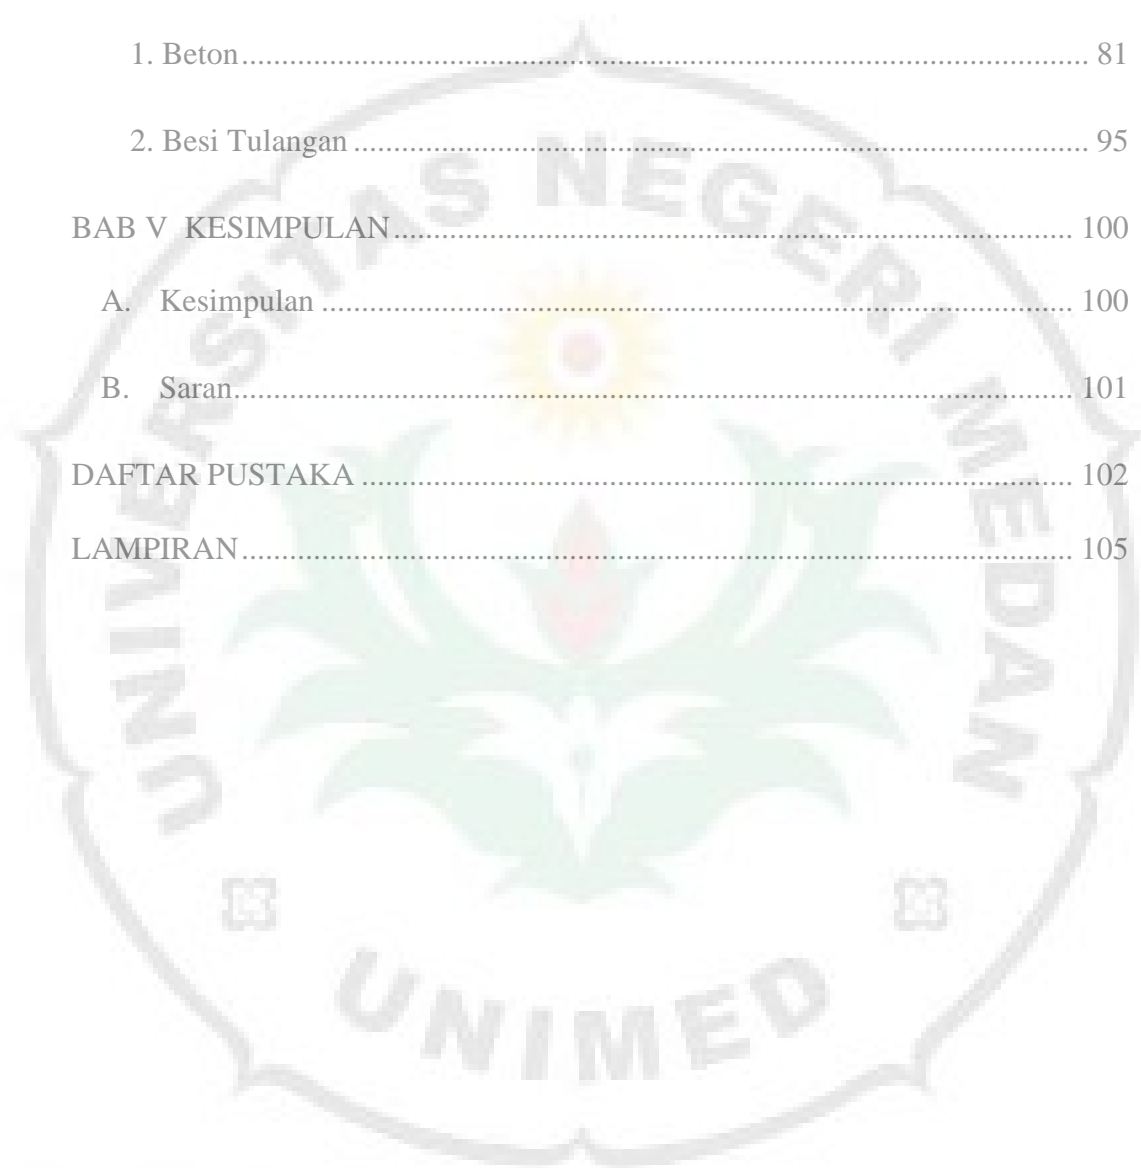 1. Beton.......................................................................................................... 81
2. Besi Tulangan ............................................................................................ 95
BAB V  KESIMPULAN..................................................................................... 100
A. Kesimpulan .............................................................................................. 100
B. Saran......................................................................................................... 101
DAFTAR PUSTAKA ......................................................................................... 102
LAMPIRAN........................................................................................................ 105
UNIVERSITAS NEGERI MEDAN
UNIMED